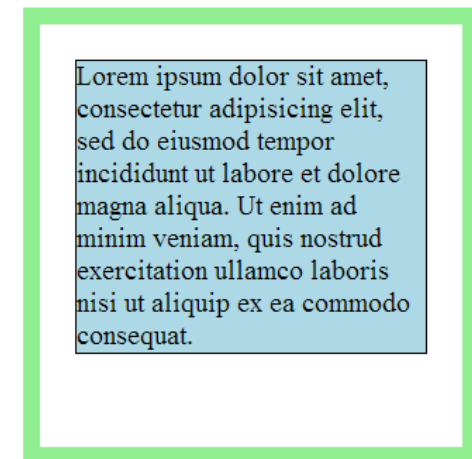 Lorem ipsum dolor sit amet,
consectetur adipisicing elit,
sed do eiusmod tempor
incididunt ut labore et dolore
magna aliqua. Ut enim ad
minim veniam, quis nostrud
exercitation ullamco laboris
nisi ut aliquip ex ea commodo
consequat.